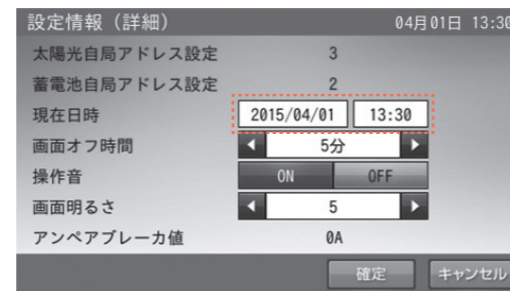 設定情報（詳細） 04月01日 13:30
太陽光自局アドレス設定 3
蓄電池自局アドレス設定 2
現在日時 2015/04/01 13:30
画面オフ時間 5分
操作音 ON OFF
画面明るさ 5
アンペアブレーカ値 0A
確定 キャンセル